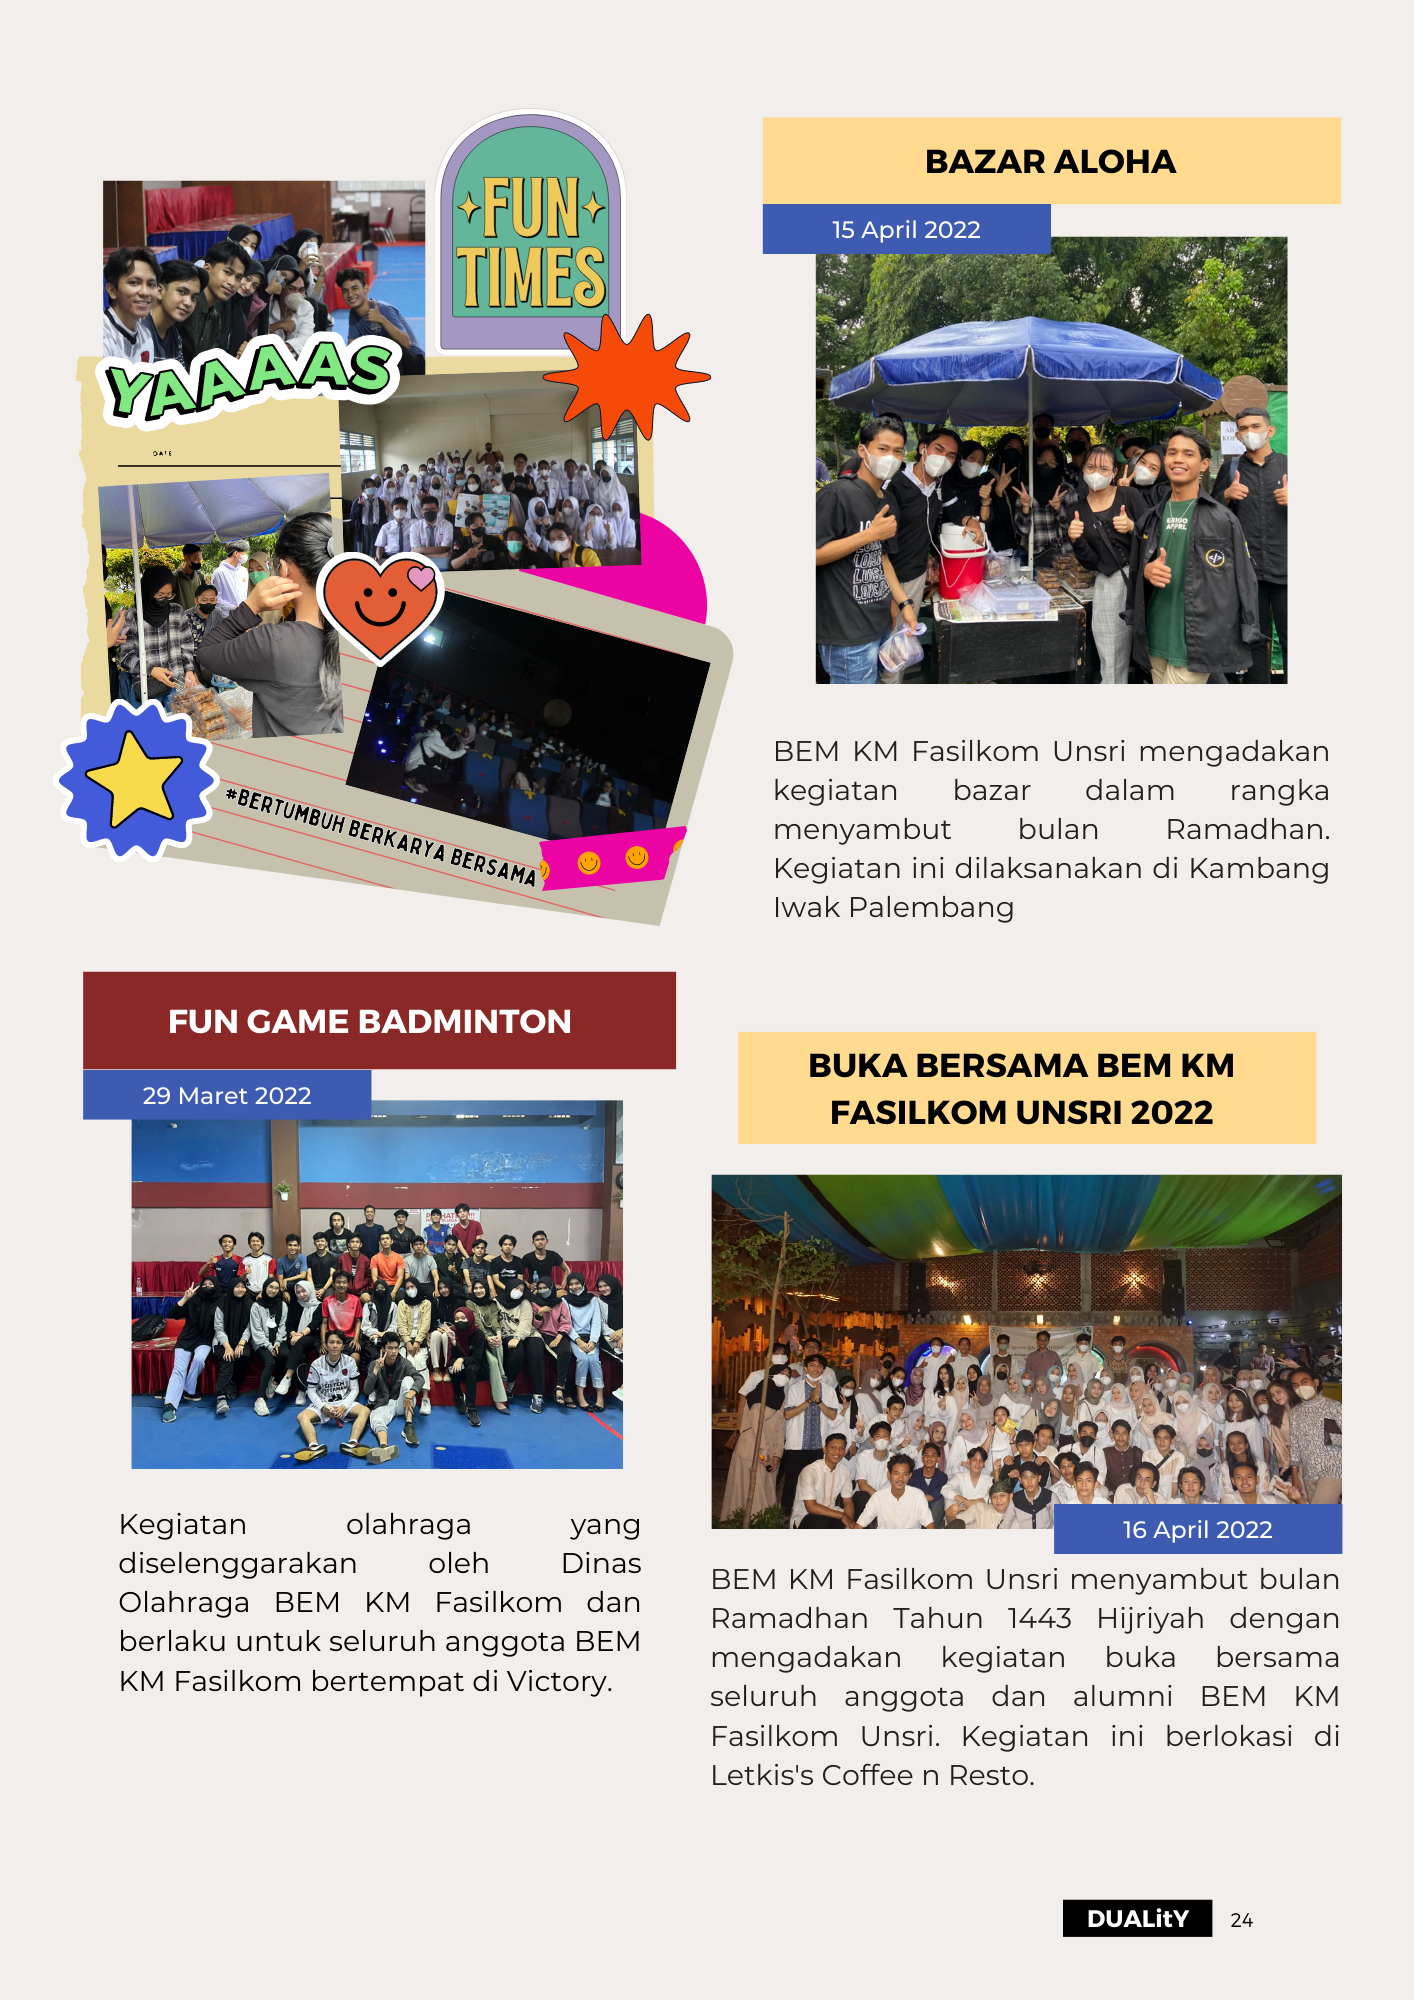 FUN
TIMES
YAAAAS
DATE
#BERTUMBUH BERKARYA BERSAMA
BAZAR ALOHA
15 April 2022
BEM KM Fasilkom Unsri mengadakan
kegiatan bazar dalam rangka
menyambut bulan Ramadhan.
Kegiatan ini dilaksanakan di Kambang
Iwak Palembang
FUN GAME BADMINTON
29 Maret 2022
Kegiatan olahraga yang
diselenggarakan oleh Dinas
Olahraga BEM KM Fasilkom dan
berlaku untuk seluruh anggota BEM
KM Fasilkom bertempat di Victory.
BUKA BERSAMA BEM KM
FASILKOM UNSRI 2022
16 April 2022
BEM KM Fasilkom Unsri menyambut bulan
Ramadhan Tahun 1443 Hijriyah dengan
mengadakan kegiatan buka bersama
seluruh anggota dan alumni BEM KM
Fasilkom Unsri. Kegiatan ini berlokasi di
Letkis's Coffee n Resto.
DUALitY 24